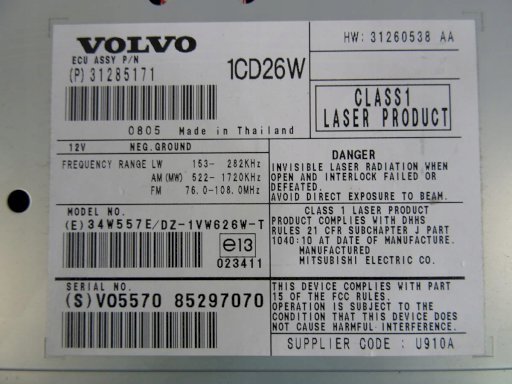 VOLVO
ECU ASSY P/N
(P) 31285171
1CD26W
0805 Made in Thailand
HW: 31260538 AA
CLASS1
LASER PRODUCT
12V NEG.GROUND
FREQUENCY RANGE LW 153- 282KHz
AM(MW) 522-1720KHz
FM 76.0-108.0MHz
DANGER
INVISIBLE LASER RADIATION WHEN
OPEN AND INTERLOCK FAILED OR
DEFEATED.
AVOID DIRECT EXPOSURE TO BEAM.
MODEL NO.
(E) 34W557E/DZ-1VW626W-T
e13
023411
CLASS 1 LASER PRODUCT
PRODUCT COMPLIES WITH DHHS
RULES 21 CFR SUBCHAPTER J PART
1040:10 AT DATE OF MANUFACTURE.
MANUFACTURED
MITSUBISHI ELECTRIC CO.
SERIAL NO.
(S) V05570 85297070
THIS DEVICE COMPLIES WITH PART
15 OF THE FCC RULES.
OPERATION IS SUBJECT TO THE
CONDITION THAT THIS DEVICE DOES
NOT CAUSE HARMFUL INTERFERENCE.
SUPPLIER CODE : U910A